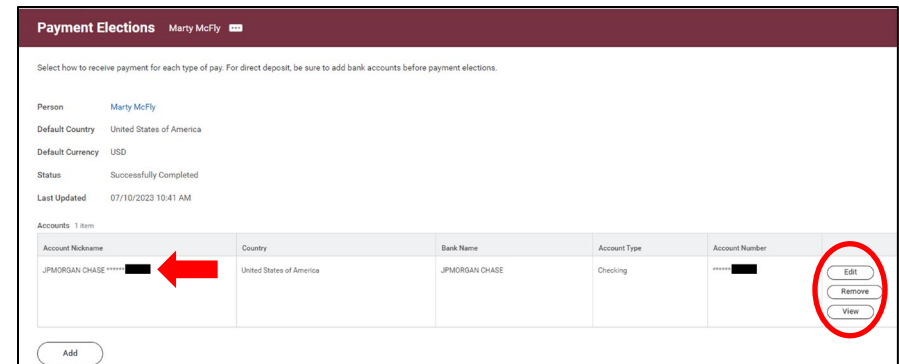 Payment Elections Marty McFly
Select how to receive payment for each type of pay. For direct deposit, be sure to add bank accounts before payment elections.
Person Marty McFly
Default Country United States of America
Default Currency USD
Status Successfully Completed
Last Updated 07/10/2023 10:41 AM
Accounts 1 item
Account Nickname Country Bank Name Account Type Account Number
JPMORGAN CHASE ****** United States of America JPMORGAN CHASE Checking ******
Edit
Remove
View
Add